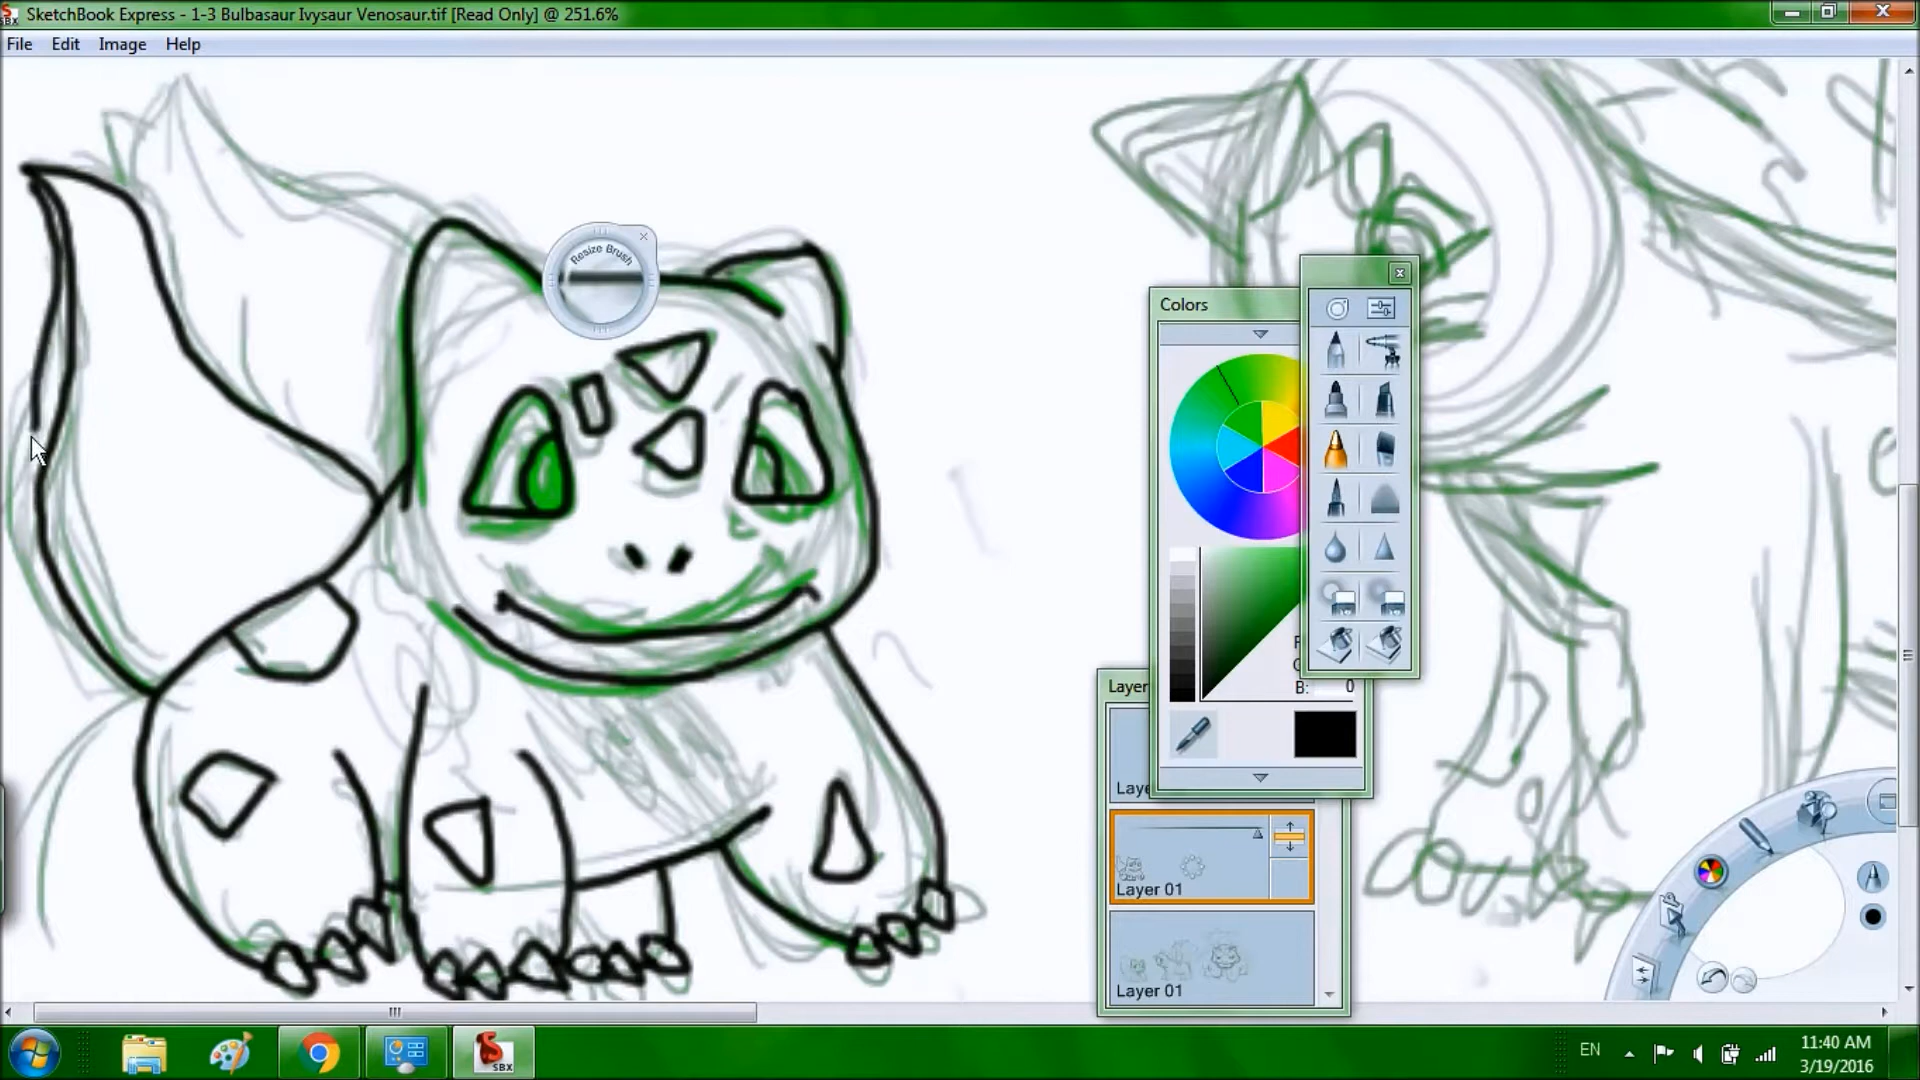 SketchBook Express - 1-3 Bulbasaur Ivysaur Venosaur.tif [Read Only] @ 251.6%
File Edit Image Help
Resize Brush
Colors
B: 0
Layer
Laye
Layer 01
Layer 01
SBX
EN
11:40 AM
3/19/2016